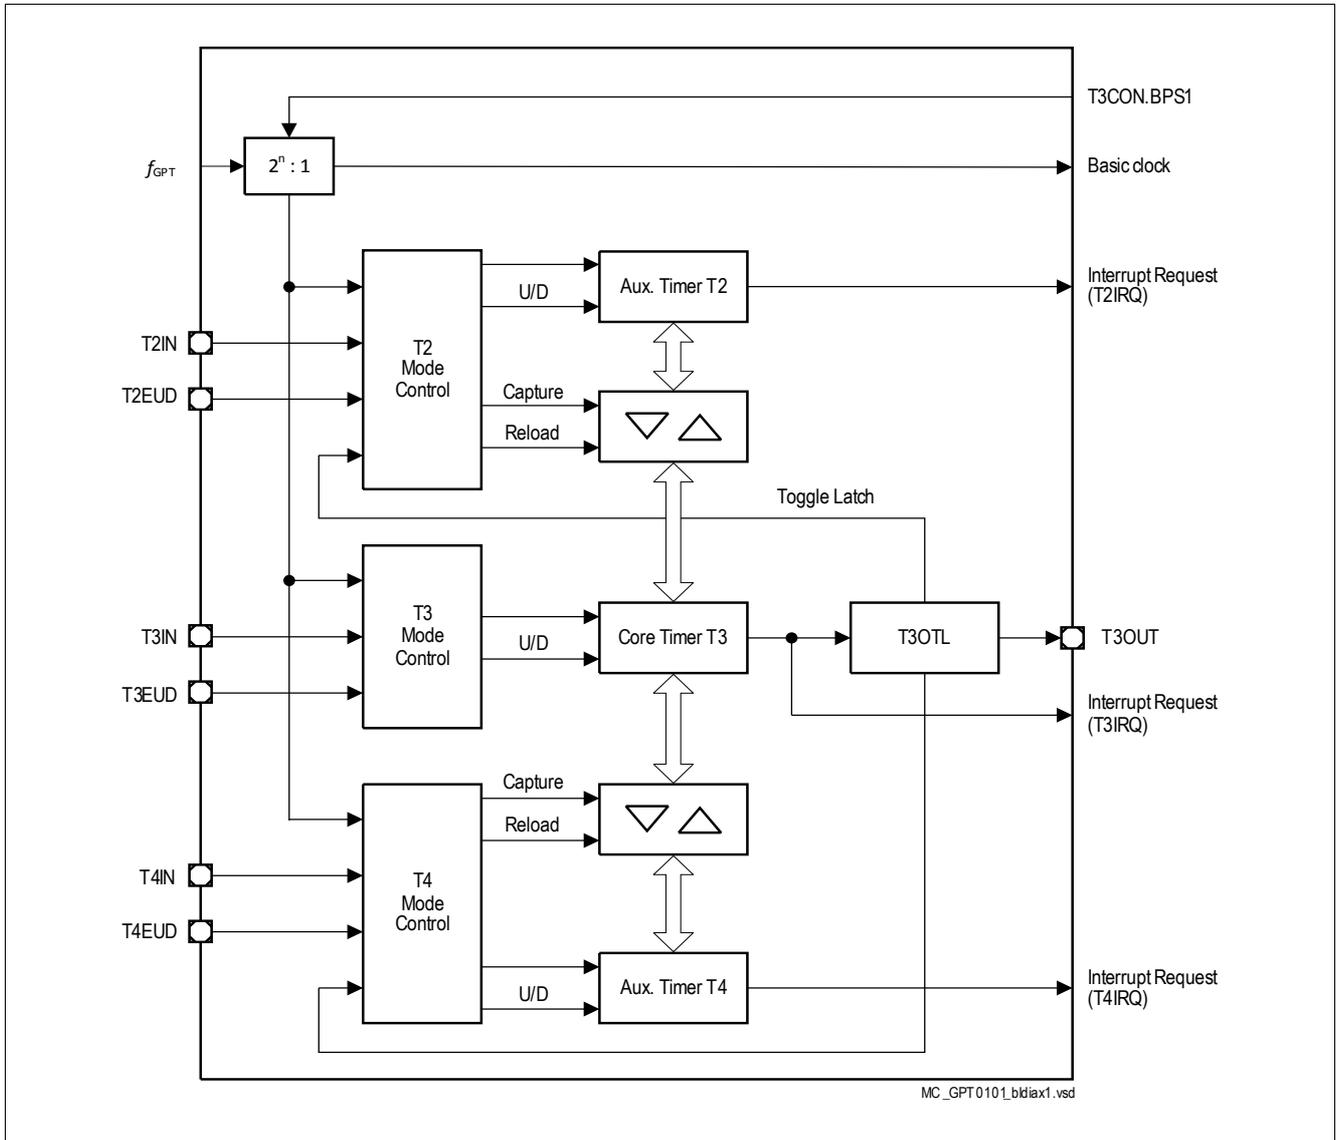 T3CON.BPS1
fGPT
2ⁿ : 1
Basic clock
U/D
Aux. Timer T2
Interrupt Request
(T2IRQ)
T2IN
T2
Mode
Control
T2EUD
Capture
Reload
Toggle Latch
T3IN
T3
Mode
Control
U/D
Core Timer T3
T3OTL
T3OUT
T3EUD
Interrupt Request
(T3IRQ)
Capture
Reload
T4IN
T4
Mode
Control
T4EUD
U/D
Aux. Timer T4
Interrupt Request
(T4IRQ)
MC_GPT0101_bldiax1.vsd